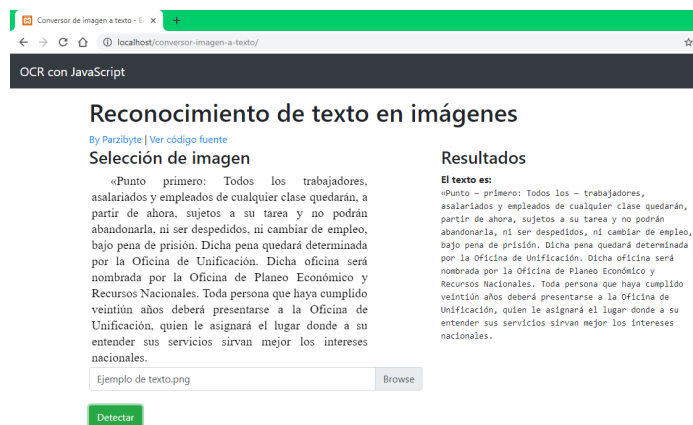 Conversor de imagen a texto - E
localhost/conversor-imagen-a-texto/
OCR con JavaScript
Reconocimiento de texto en imágenes
By Parzibyte | Ver código fuente
Selección de imagen
«Punto primero: Todos los trabajadores,
asalariados y empleados de cualquier clase quedarán, a
partir de ahora, sujetos a su tarea y no podrán
abandonarla, ni ser despedidos, ni cambiar de empleo,
bajo pena de prisión. Dicha pena quedará determinada
por la Oficina de Unificación. Dicha oficina será
nombrada por la Oficina de Planeo Económico y
Recursos Nacionales. Toda persona que haya cumplido
veintiún años deberá presentarse a la Oficina de
Unificación, quien le asignará el lugar donde a su
entender sus servicios sirvan mejor los intereses
nacionales.
Ejemplo de texto.png
Browse
Detectar
Resultados
El texto es:
«Punto — primero: Todos los — trabajadores,
asalariados y empleados de cualquier clase quedarán, a
partir de ahora, sujetos a su tarea y no podrán
abandonarla, ni ser despedidos, ni cambiar de empleo,
bajo pena de prisión. Dicha pena quedará determinada
por la Oficina de Unificación. Dicha oficina será
nombrada por la Oficina de Planeo Económico y
Recursos Nacionales. Toda persona que haya cumplido
veintiún años deberá presentarse a la Oficina de
Unificación, quien le asignará el lugar donde a su
entender sus servicios sirvan mejor los intereses
nacionales.